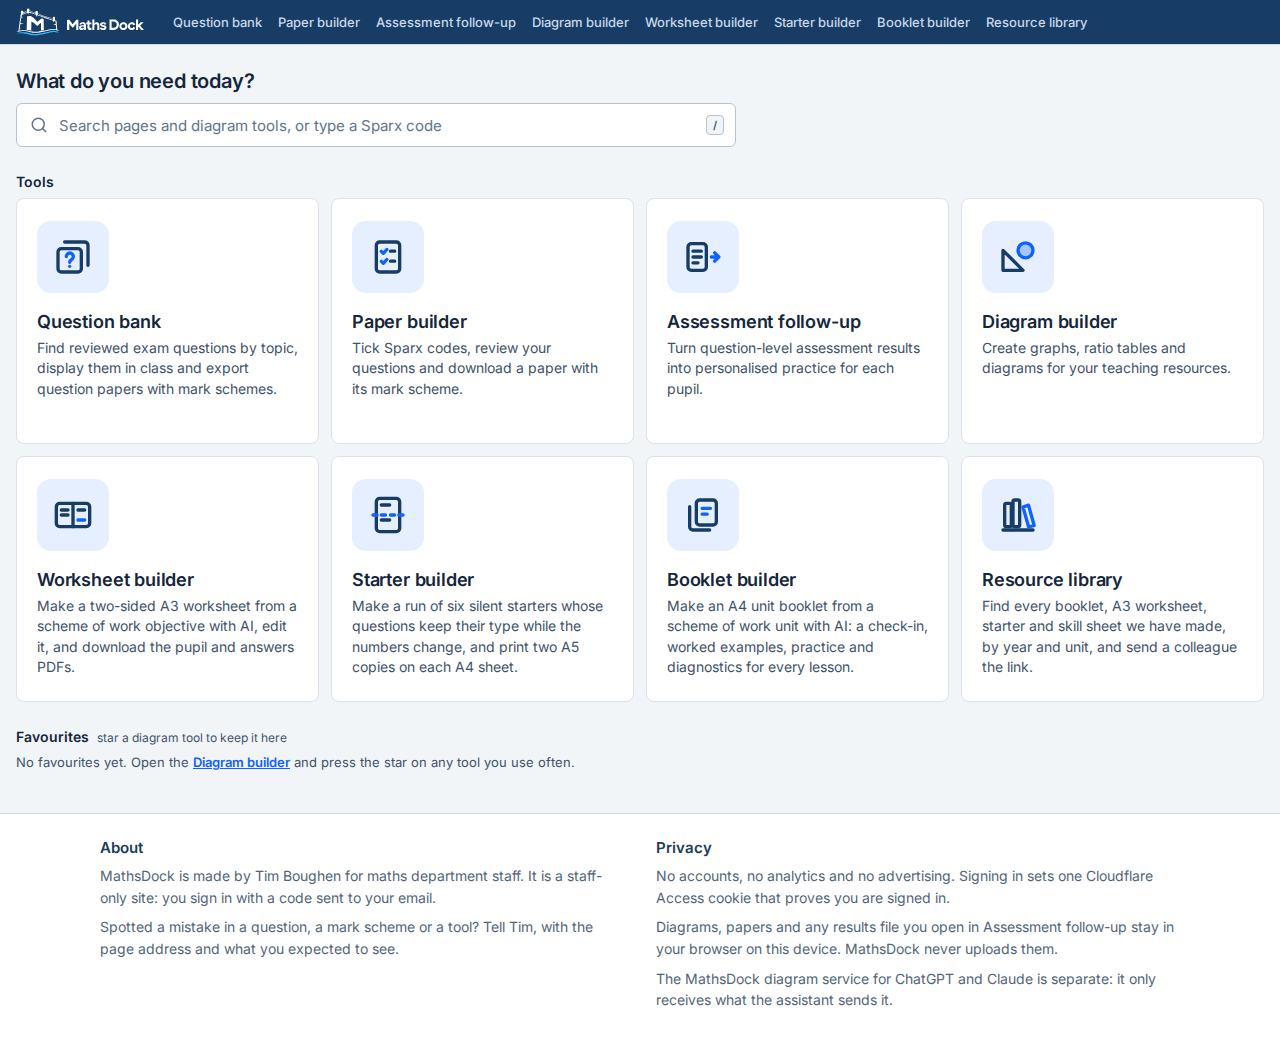 Maths Dock
Question bank
Paper builder
Assessment follow-up
Diagram builder
Worksheet builder
Starter builder
Booklet builder
Resource library
What do you need today?
Search pages and diagram tools, or type a Sparx code
/
Tools
?
Question bank
Find reviewed exam questions by topic,
display them in class and export
question papers with mark schemes.
Paper builder
Tick Sparx codes, review your
questions and download a paper with
its mark scheme.
Assessment follow-up
Turn question-level assessment results
into personalised practice for each
pupil.
Diagram builder
Create graphs, ratio tables and
diagrams for your teaching resources.
Worksheet builder
Make a two-sided A3 worksheet from a
scheme of work objective with AI, edit
it, and download the pupil and answers
PDFs.
Starter builder
Make a run of six silent starters whose
questions keep their type while the
numbers change, and print two A5
copies on each A4 sheet.
Booklet builder
Make an A4 unit booklet from a
scheme of work unit with AI: a check-in,
worked examples, practice and
diagnostics for every lesson.
Resource library
Find every booklet, A3 worksheet,
starter and skill sheet we have made,
by year and unit, and send a colleague
the link.
Favourites star a diagram tool to keep it here
No favourites yet. Open the Diagram builder and press the star on any tool you use often.
About
MathsDock is made by Tim Boughen for maths department staff. It is a staff-
only site: you sign in with a code sent to your email.
Spotted a mistake in a question, a mark scheme or a tool? Tell Tim, with the
page address and what you expected to see.
Privacy
No accounts, no analytics and no advertising. Signing in sets one Cloudflare
Access cookie that proves you are signed in.
Diagrams, papers and any results file you open in Assessment follow-up stay in
your browser on this device. MathsDock never uploads them.
The MathsDock diagram service for ChatGPT and Claude is separate: it only
receives what the assistant sends it.